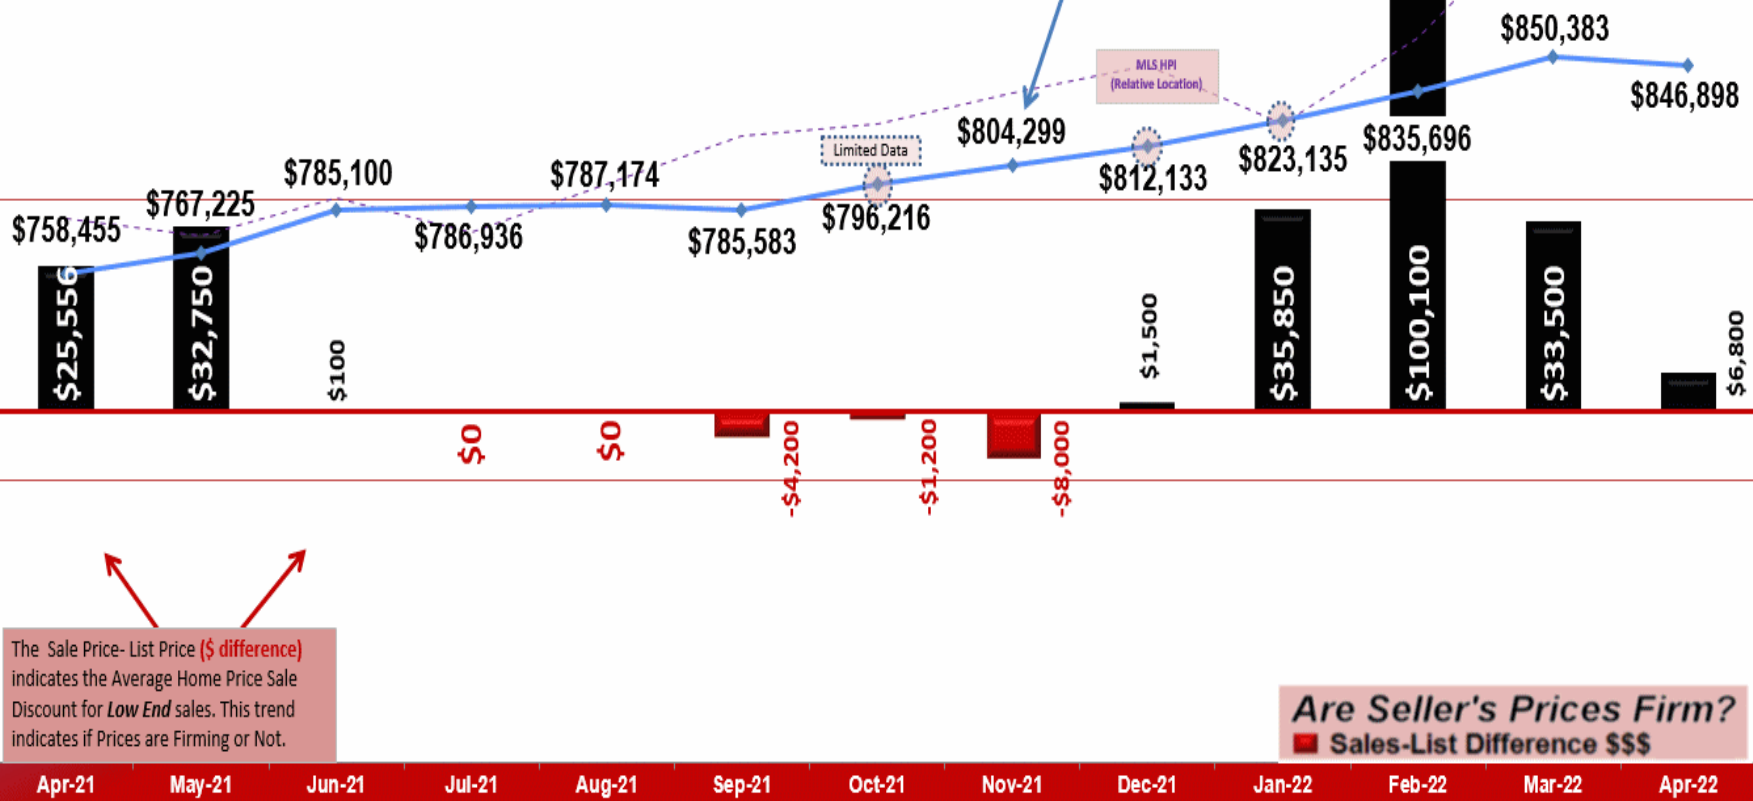 $850,383
MLS HPI
(Relative Location)
$846,898
$804,299
$835,696
Limited Data
$823,135
$785,100
$787,174
$812,133
$767,225
$796,216
$758,455
$786,936
$785,583
$25,556
$32,750
$100
$0
$0
-$4,200
-$1,200
-$8,000
$1,500
$35,850
$100,100
$33,500
$6,800
The Sale Price- List Price ($ difference)
indicates the Average Home Price Sale
Discount for Low End sales. This trend
indicates if Prices are Firming or Not.
Are Seller's Prices Firm?
Sales-List Difference $$$
Apr-21 May-21 Jun-21 Jul-21 Aug-21 Sep-21 Oct-21 Nov-21 Dec-21 Jan-22 Feb-22 Mar-22 Apr-22